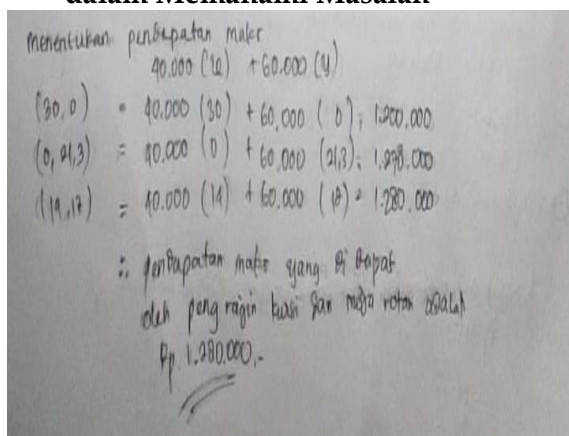 dalam Memahami Masalah
Menentukan pendapatan maks
40.000 (x) + 60.000 (y)
(30,0) = 40.000 (30) + 60.000 (0) = 1.200.000
(0, 21,3) = 40.000 (0) + 60.000 (21,3) = 1.278.000
= 40.000 (14) + 60.000 = 1.280.000
∴ pendapatan maks yang di dapat
oleh pengrajin kursi dan meja rotan adalah
Rp. 1.280.000,-